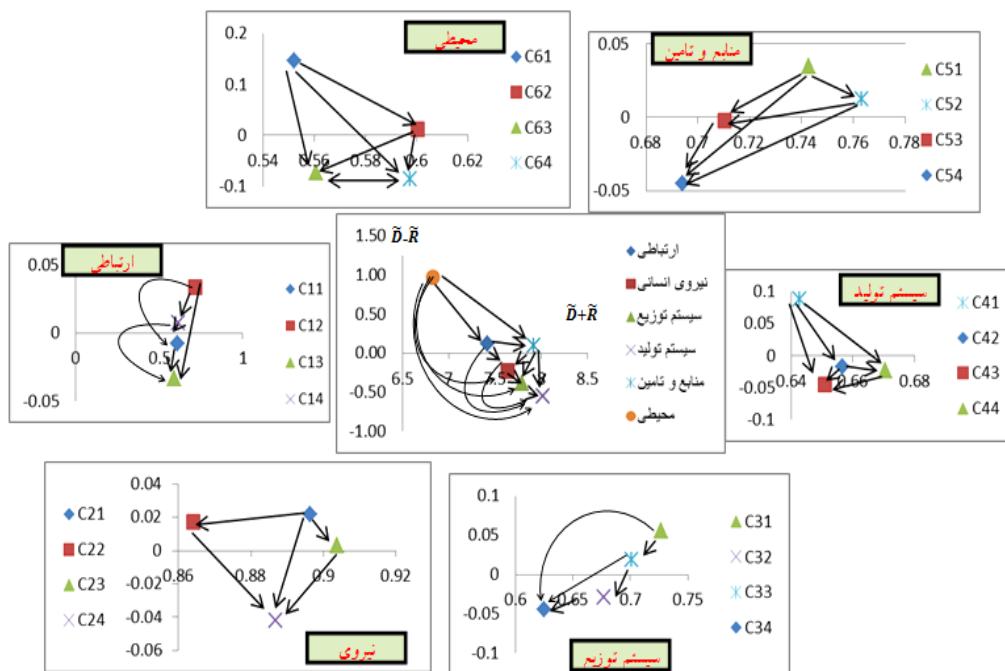 محیطی
0.2
0.1
0
-0.1
0.54 0.56 0.58 0.6 0.62
C61
C62
C63
C64
منابع و تامین
0.05
0
-0.05
0.68 0.7 0.72 0.74 0.76 0.78
C51
C52
C53
C54
ارتباطی
0.05
0
-0.05
0 0.5 1
C11
C12
C13
C14
D̃-R̃
D̃+R̃
1.50
1.00
0.50
0.00
-0.50
-1.00
6.5 7 7.5 8 8.5
ارتباطی
نیروی انسانی
سیستم توزیع
سیستم تولید
منابع و تامین
محیطی
سیستم تولید
0.1
0.05
0
-0.05
-0.1
0.64 0.66 0.68
C41
C42
C43
C44
0.04
0.02
0
-0.02
-0.04
-0.06
0.86 0.88 0.9 0.92
C21
C22
C23
C24
نیروی
0.1
0.05
0
-0.05
-0.1
0.6 0.65 0.7 0.75
C31
C32
C33
C34
سیستم توزیع